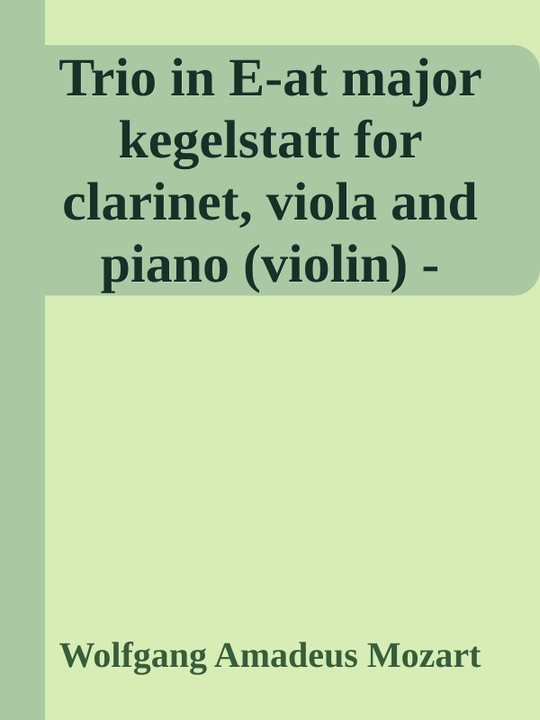 Trio in E-at major
kegelstatt for
clarinet, viola and
piano (violin) -
Wolfgang Amadeus Mozart